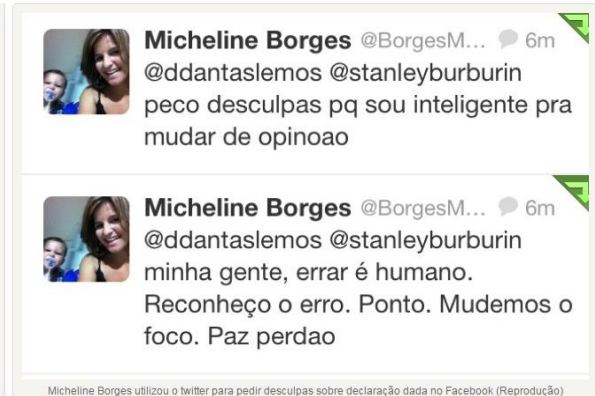 Micheline Borges @BorgesM... 6m
@ddantaslemos @stanleyburburin
peco desculpas pq sou inteligente pra
mudar de opinoao
Micheline Borges @BorgesM... 6m
@ddantaslemos @stanleyburburin
minha gente, errar é humano.
Reconheço o erro. Ponto. Mudemos o
foco. Paz perdao
Micheline Borges utilizou o twitter para pedir desculpas sobre declaração dada no Facebook (Reprodução)